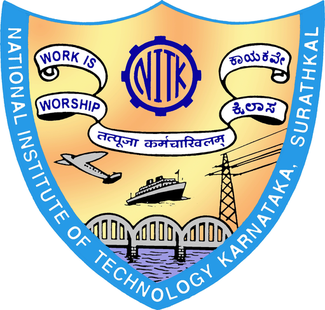 NITK
WORK IS
WORSHIP
ಕಾಯಕವೇ
ಕೈಲಾಸ
तत्पूजा कर्मचाखिलम्
NATIONAL INSTITUTE OF TECHNOLOGY KARNATAKA, SURATHKAL